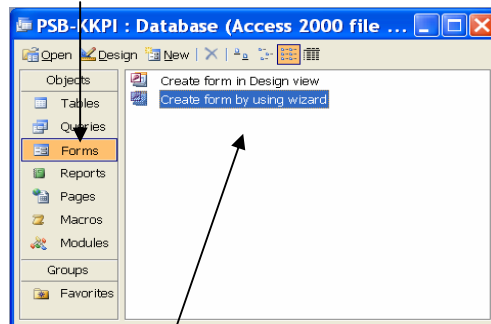 PSB-KKPI : Database (Access 2000 file ...
Open Design New
Objects
Tables
Queries
Forms
Reports
Pages
Macros
Modules
Groups
Favorites
Create form in Design view
Create form by using wizard